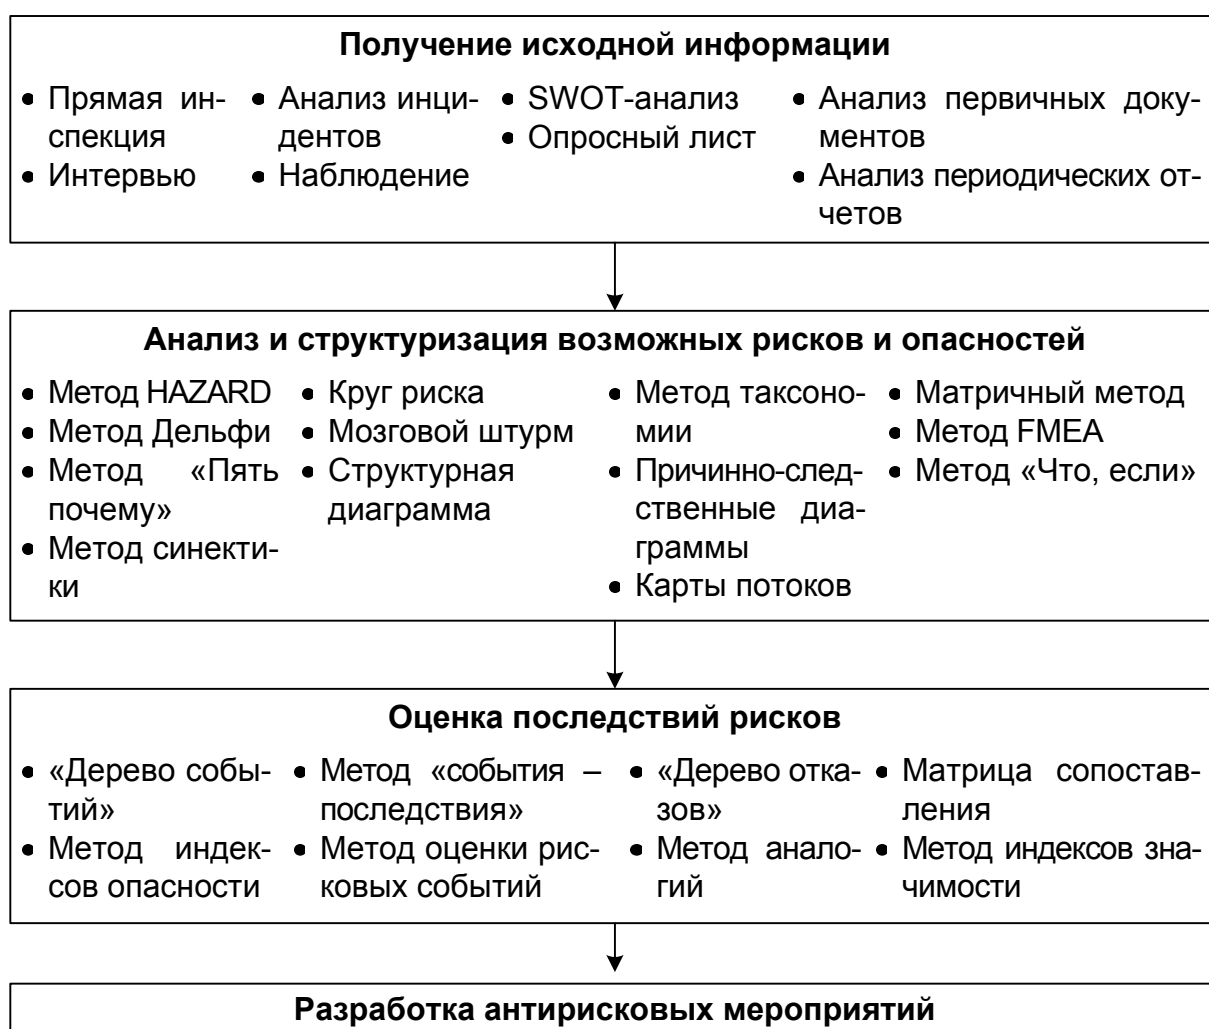 Получение исходной информации
• Прямая ин-
спекция
• Интервью
• Анализ инци-
дентов
• Наблюдение
• SWOT-анализ
• Опросный лист
• Анализ первичных доку-
ментов
• Анализ периодических от-
четов
Анализ и структуризация возможных рисков и опасностей
• Метод HAZARD
• Метод Дельфи
• Метод «Пять
почему»
• Метод синекти-
ки
• Круг риска
• Мозговой штурм
• Структурная
диаграмма
• Метод таксоно-
мии
• Причинно-след-
ственные диа-
граммы
• Карты потоков
• Матричный метод
• Метод FMEA
• Метод «Что, если»
Оценка последствий рисков
• «Дерево собы-
тий»
• Метод индек-
сов опасности
• Метод «события –
последствия»
• Метод оценки рис-
ковых событий
• «Дерево отка-
зов»
• Метод анало-
гий
• Матрица сопостав-
ления
• Метод индексов зна-
чимости
Разработка антирисковых мероприятий